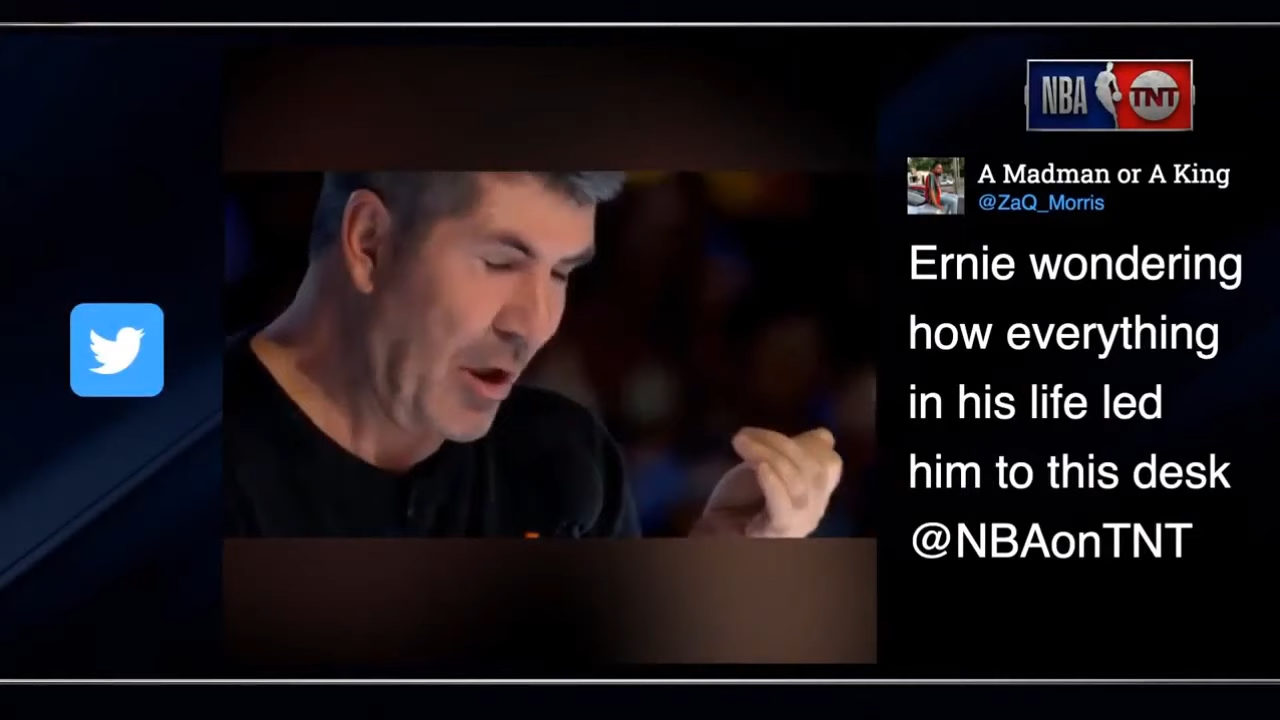 NBA TNT
A Madman or A King
@ZaQ_Morris
Ernie wondering
how everything
in his life led
him to this desk
@NBAonTNT